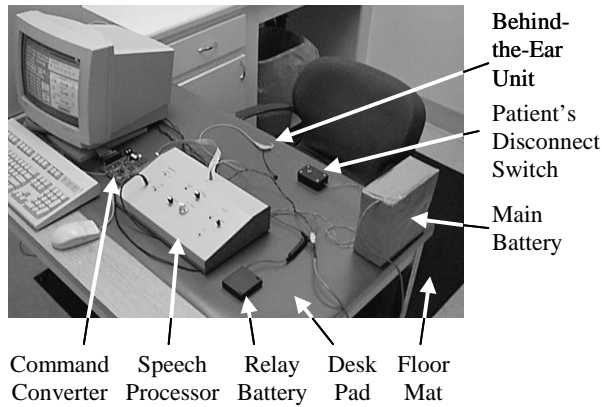 Behind-
the-Ear
Unit
Patient's
Disconnect
Switch
Main
Battery
Command
Converter
Speech
Processor
Relay
Battery
Desk
Pad
Floor
Mat